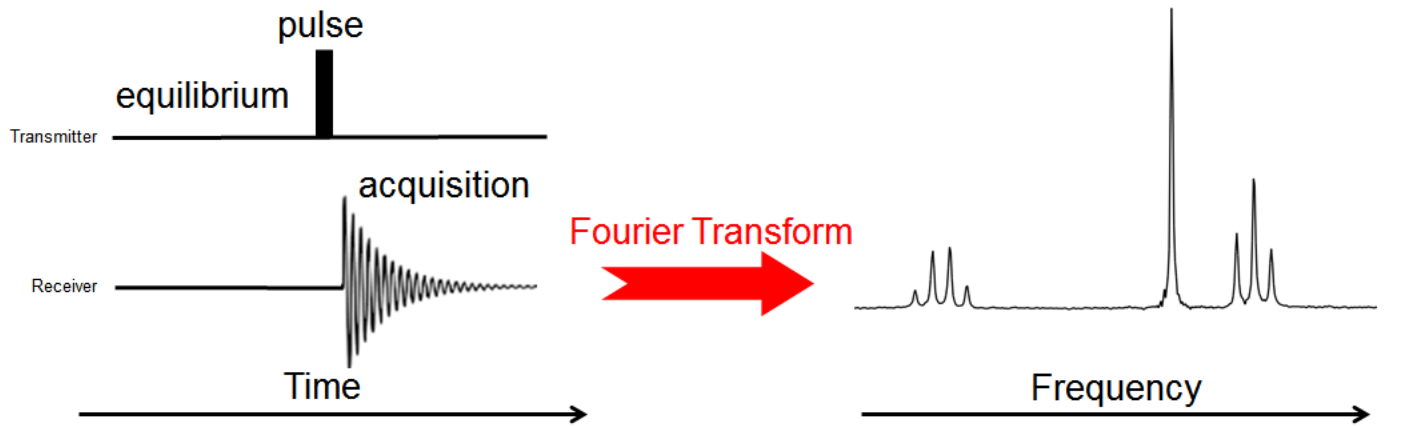 pulse
equilibrium
Transmitter
acquisition
Fourier Transform
Receiver
Time
Frequency